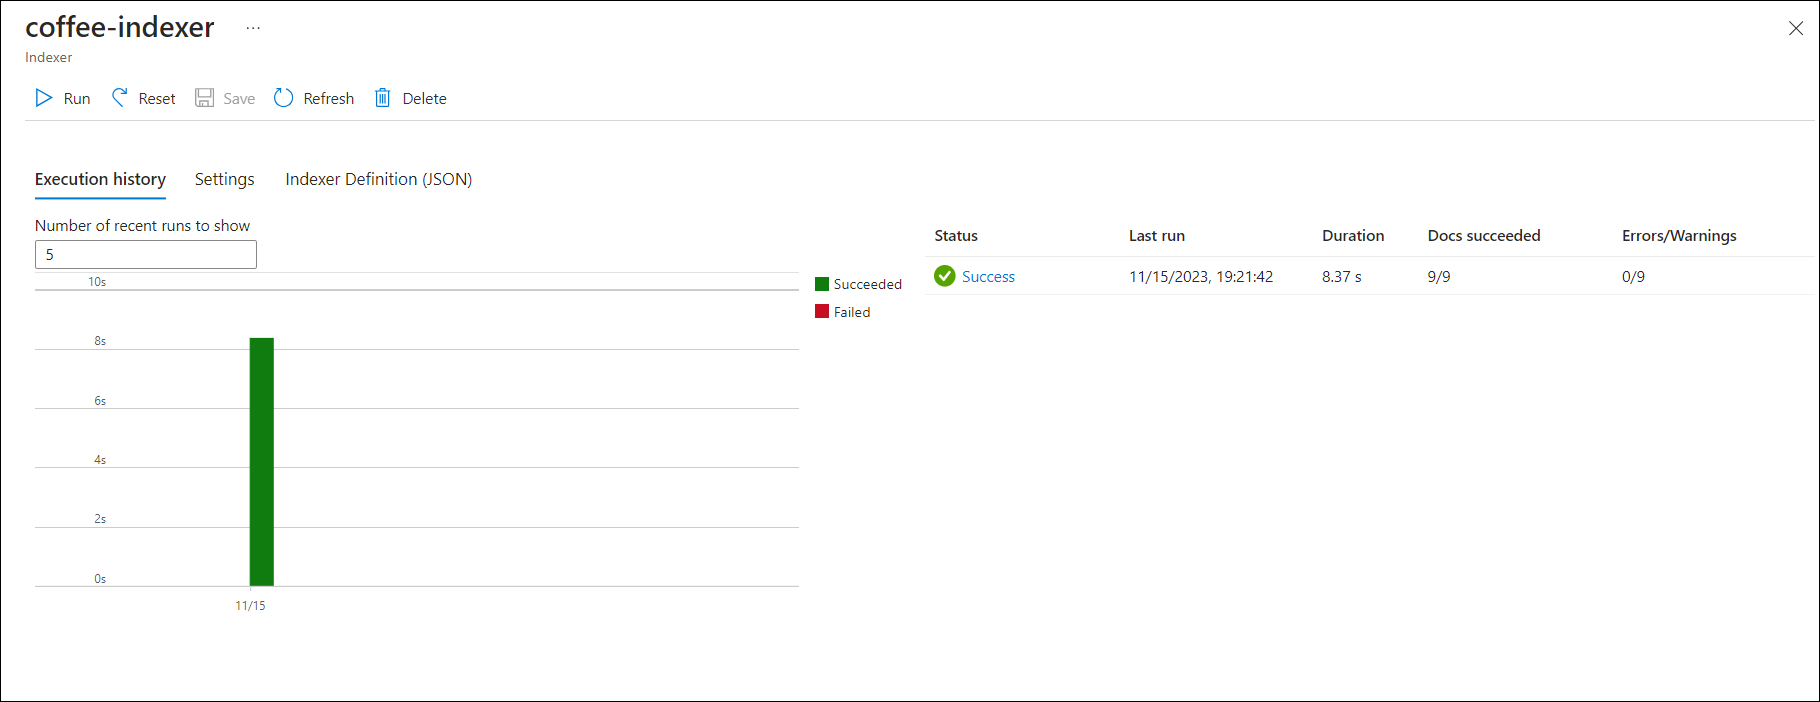 coffee-indexer ...
Indexer
Run Reset Save Refresh Delete
Execution history Settings Indexer Definition (JSON)
Number of recent runs to show
5
10s
8s
6s
4s
2s
0s
11/15
Succeeded
Failed
Status Last run Duration Docs succeeded Errors/Warnings
Success 11/15/2023, 19:21:42 8.37 s 9/9 0/9